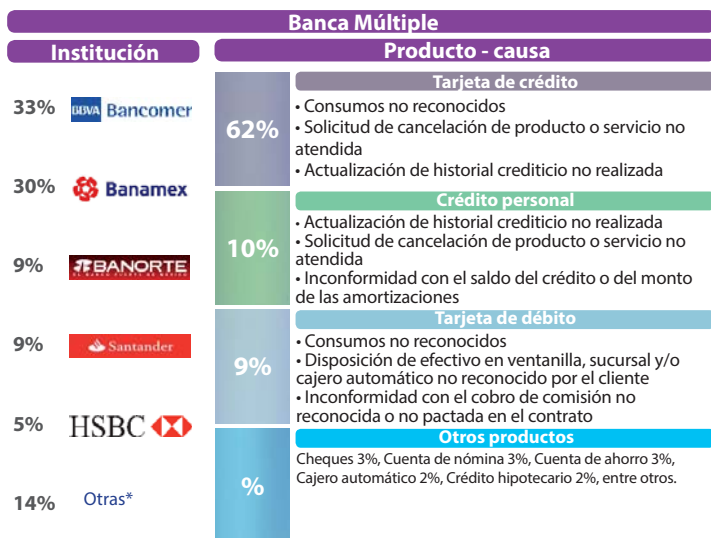 Banca Múltiple
Institución
Producto - causa
33% BBVA Bancomer
30% Banamex
9% BANORTE
EL BANCO FUERTE DE MÉXICO
9% Santander
5% HSBC
14% Otras*
62%
Tarjeta de crédito
• Consumos no reconocidos
• Solicitud de cancelación de producto o servicio no
atendida
• Actualización de historial crediticio no realizada
10%
Crédito personal
• Actualización de historial crediticio no realizada
• Solicitud de cancelación de producto o servicio no
atendida
• Inconformidad con el saldo del crédito o del monto
de las amortizaciones
9%
Tarjeta de débito
• Consumos no reconocidos
• Disposición de efectivo en ventanilla, sucursal y/o
cajero automático no reconocido por el cliente
• Inconformidad con el cobro de comisión no
reconocida o no pactada en el contrato
%
Otros productos
Cheques 3%, Cuenta de nómina 3%, Cuenta de ahorro 3%,
Cajero automático 2%, Crédito hipotecario 2%, entre otros.